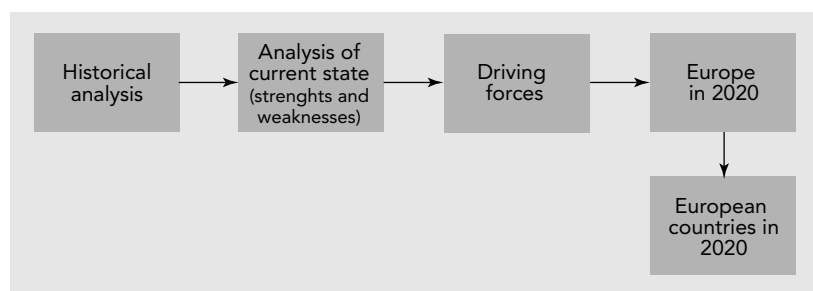 Historical
analysis
Analysis of
current state
(strenghts and
weaknesses)
Driving
forces
Europe
in 2020
European
countries in
2020